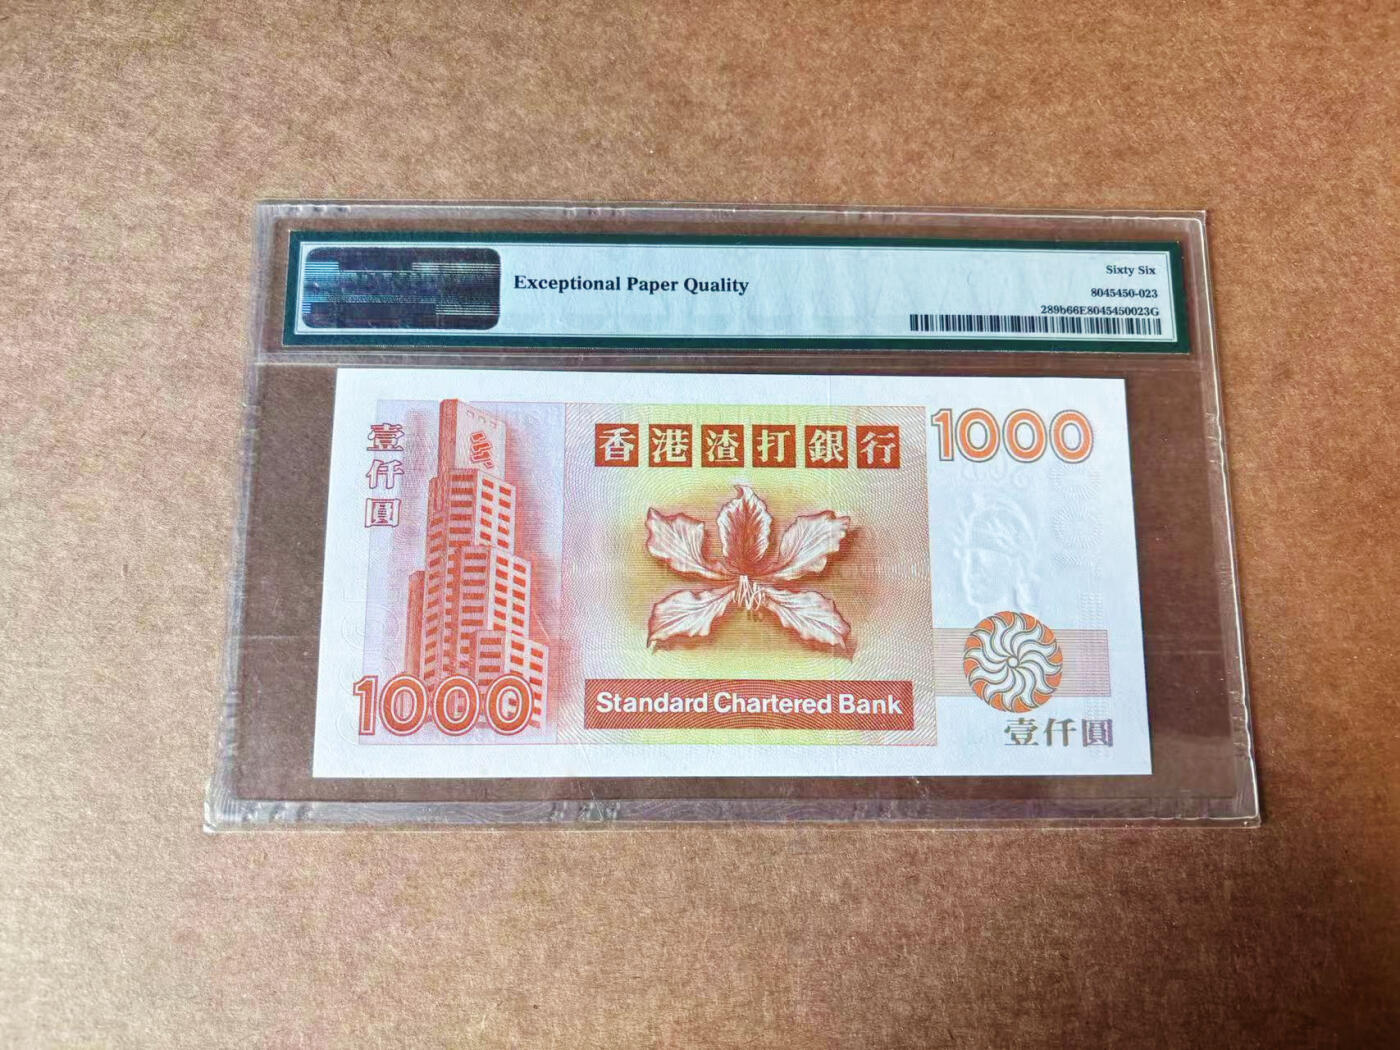 Exceptional Paper Quality
Sixty Six
8045450-023
289b66E8045450023G
壹仟圓
香港渣打銀行
1000
1000
Standard Chartered Bank
壹仟圓